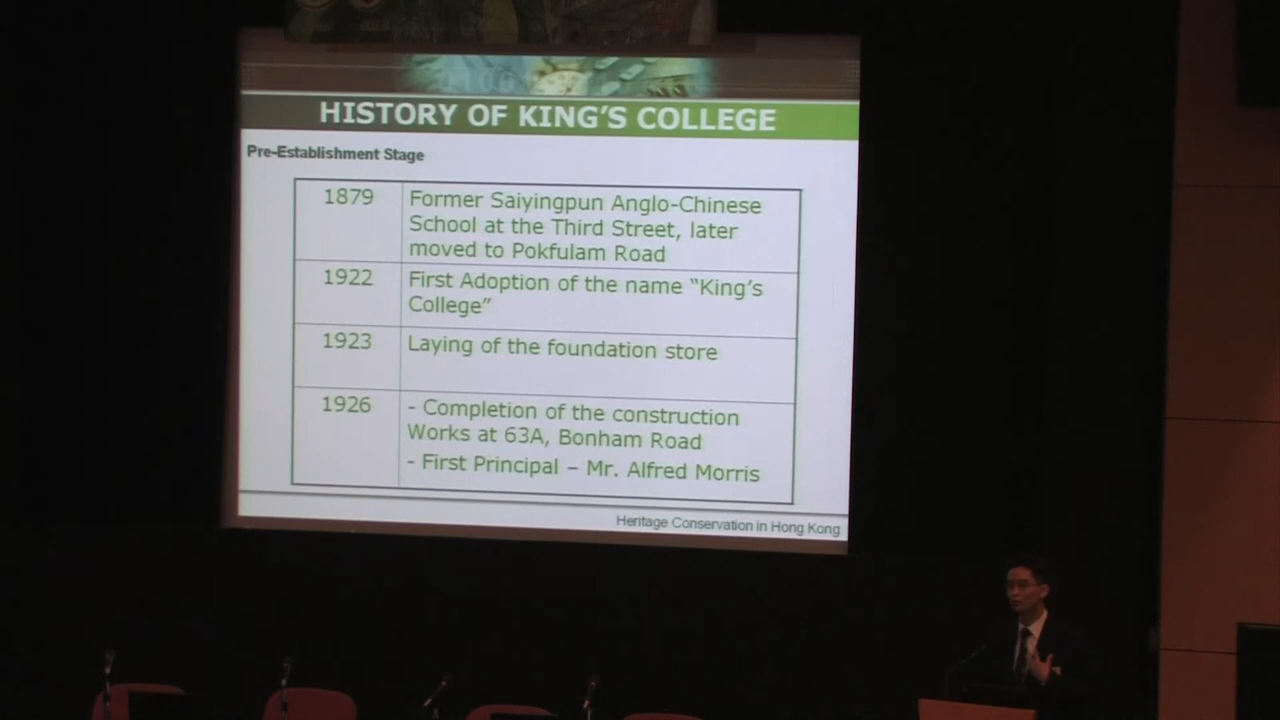 HISTORY OF KING'S COLLEGE
Pre-Establishment Stage
1879
Former Saiyingpun Anglo-Chinese
School at the Third Street, later
moved to Pokfulam Road
1922
First Adoption of the name “King's
College”
1923
Laying of the foundation store
1926
- Completion of the construction
Works at 63A, Bonham Road
- First Principal – Mr. Alfred Morris
Heritage Conservation in Hong Kong